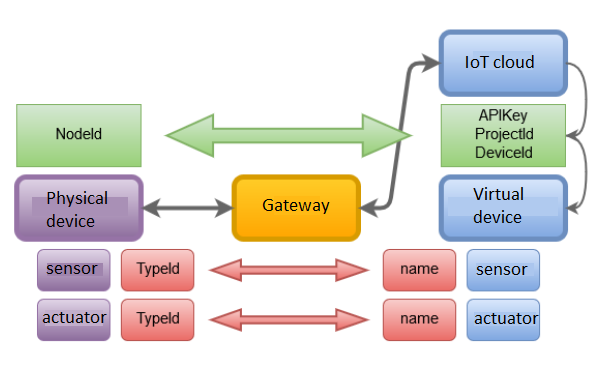 IoT cloud
NodeId
APIKey
ProjectId
DeviceId
Physical
device
Gateway
Virtual
device
sensor
TypeId
name
sensor
actuator
TypeId
name
actuator